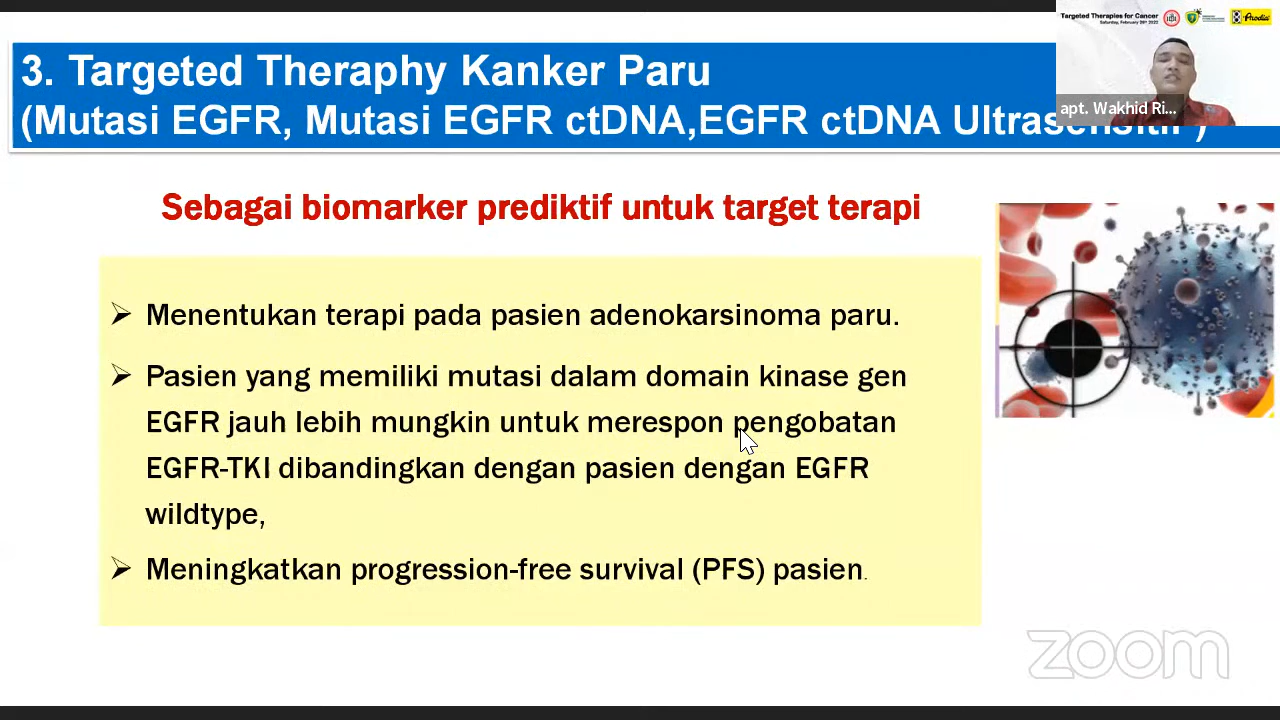 Targeted Therapies for Cancer
Prodia
3. Targeted Theraphy Kanker Paru
(Mutasi EGFR, Mutasi EGFR ctDNA,EGFR ctDNA Ultrasensitif )
apt. Wakhid Ri...
Sebagai biomarker prediktif untuk target terapi
Menentukan terapi pada pasien adenokarsinoma paru.
Pasien yang memiliki mutasi dalam domain kinase gen
EGFR jauh lebih mungkin untuk merespon pengobatan
EGFR-TKI dibandingkan dengan pasien dengan EGFR
wildtype,
Meningkatkan progression-free survival (PFS) pasien.
zoom